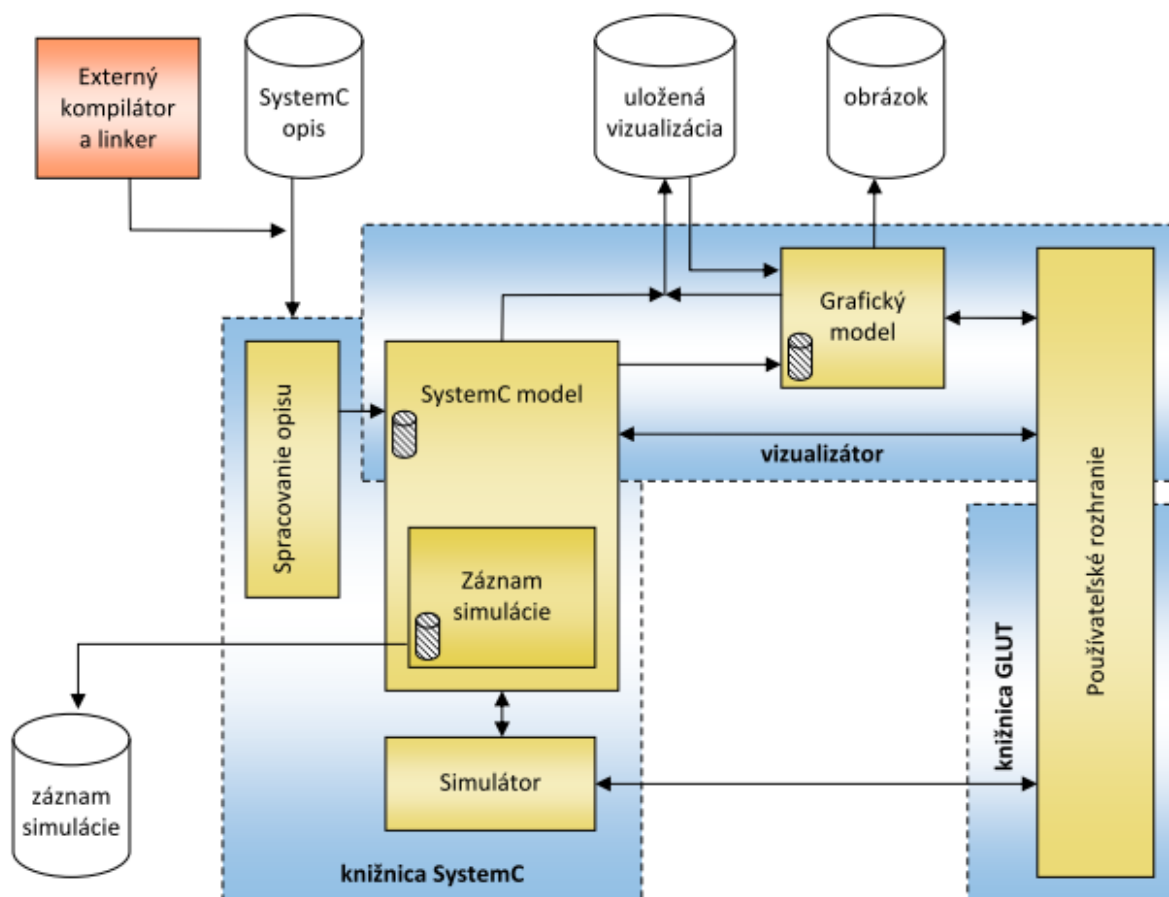 Externý
kompilátor
a linker
SystemC
opis
uložená
vizualizácia
obrázok
Grafický
model
SystemC model
vizualizátor
Spracovanie opisu
Záznam
simulácie
Používateľské rozhranie
knižnica GLUT
Simulátor
záznam
simulácie
knižnica SystemC